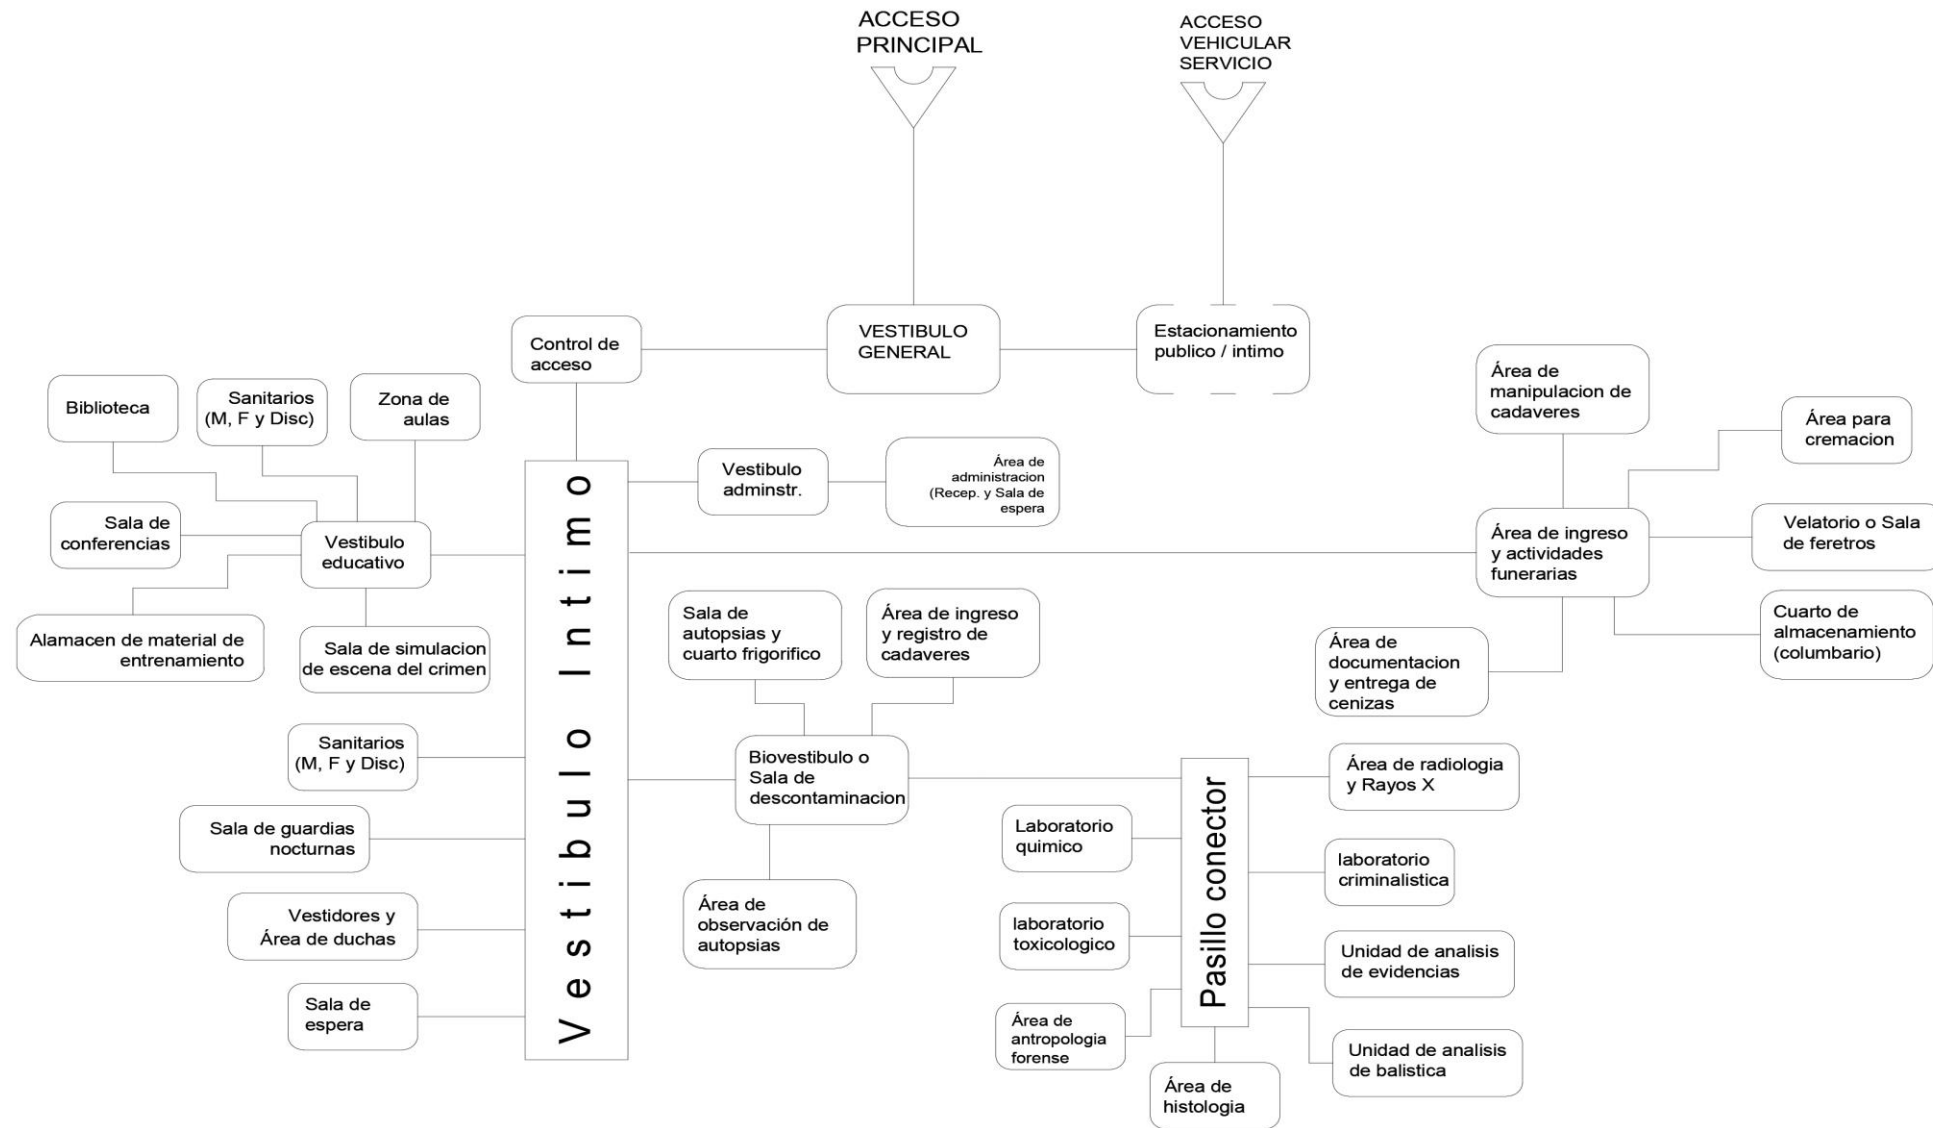 ACCESO
PRINCIPAL
ACCESO
VEHICULAR
SERVICIO
Control de
acceso
VESTIBULO
GENERAL
Estacionamiento
publico / intimo
Biblioteca
Sanitarios
(M, F y Disc)
Zona de
aulas
Sala de
conferencias
Vestibulo
educativo
Alamacen de material de
entrenamiento
Sala de simulacion
de escena del crimen
Vestibulo Intimo
Vestibulo
adminstr.
Área de
administracion
(Recep. y Sala de
espera
Área de
manipulacion de
cadaveres
Área para
cremacion
Área de ingreso
y actividades
funerarias
Velatorio o Sala
de feretros
Cuarto de
almacenamiento
(columbario)
Área de
documentacion
y entrega de
cenizas
Sala de
autopsias y
cuarto frigorifico
Área de ingreso
y registro de
cadaveres
Sanitarios
(M, F y Disc)
Sala de guardias
nocturnas
Vestidores y
Área de duchas
Sala de
espera
Biovestibulo o
Sala de
descontaminacion
Área de
observación de
autopsias
Pasillo conector
Área de radiologia
y Rayos X
Laboratorio
quimico
laboratorio
criminalistica
laboratorio
toxicologico
Unidad de analisis
de evidencias
Área de
antropologia
forense
Unidad de analisis
de balistica
Área de
histologia